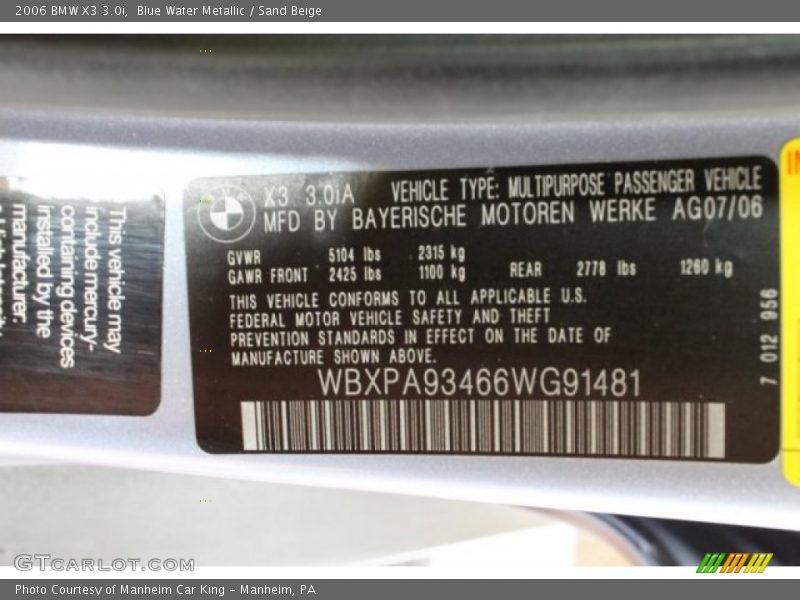 2006 BMW X3 3.0i, Blue Water Metallic / Sand Beige
This vehicle may
include mercury-
containing devices
installed by the
manufacturer.
X3 3.0iA VEHICLE TYPE: MULTIPURPOSE PASSENGER VEHICLE
MFD BY BAYERISCHE MOTOREN WERKE AG07/06
GVWR 5104 lbs 2315 kg
GAWR FRONT 2425 lbs 1100 kg REAR 2778 lbs 1260 kg
THIS VEHICLE CONFORMS TO ALL APPLICABLE U.S.
FEDERAL MOTOR VEHICLE SAFETY AND THEFT
PREVENTION STANDARDS IN EFFECT ON THE DATE OF
MANUFACTURE SHOWN ABOVE.
WBXPA93466WG91481
7 012 956
GTCARLOT.COM
Photo Courtesy of Manheim Car King - Manheim, PA